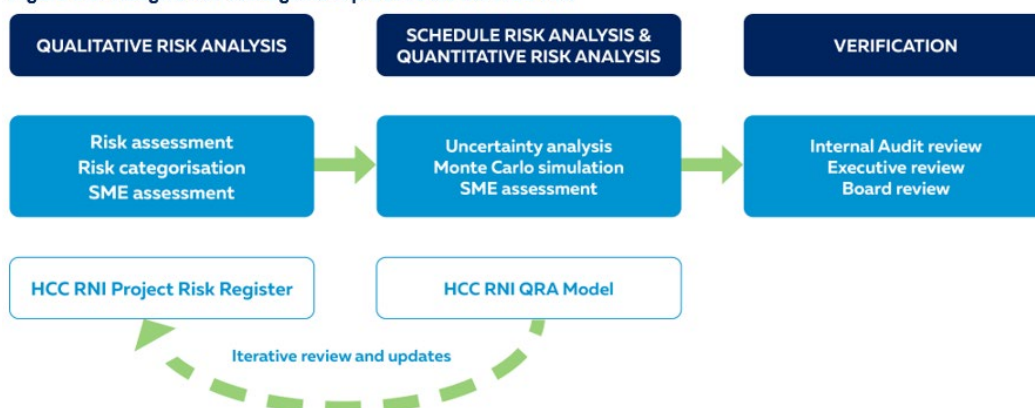 QUALITATIVE RISK ANALYSIS
SCHEDULE RISK ANALYSIS &
QUANTITATIVE RISK ANALYSIS
VERIFICATION
Risk assessment
Risk categorisation
SME assessment
Uncertainty analysis
Monte Carlo simulation
SME assessment
Internal Audit review
Executive review
Board review
HCC RNI Project Risk Register
HCC RNI QRA Model
Iterative review and updates